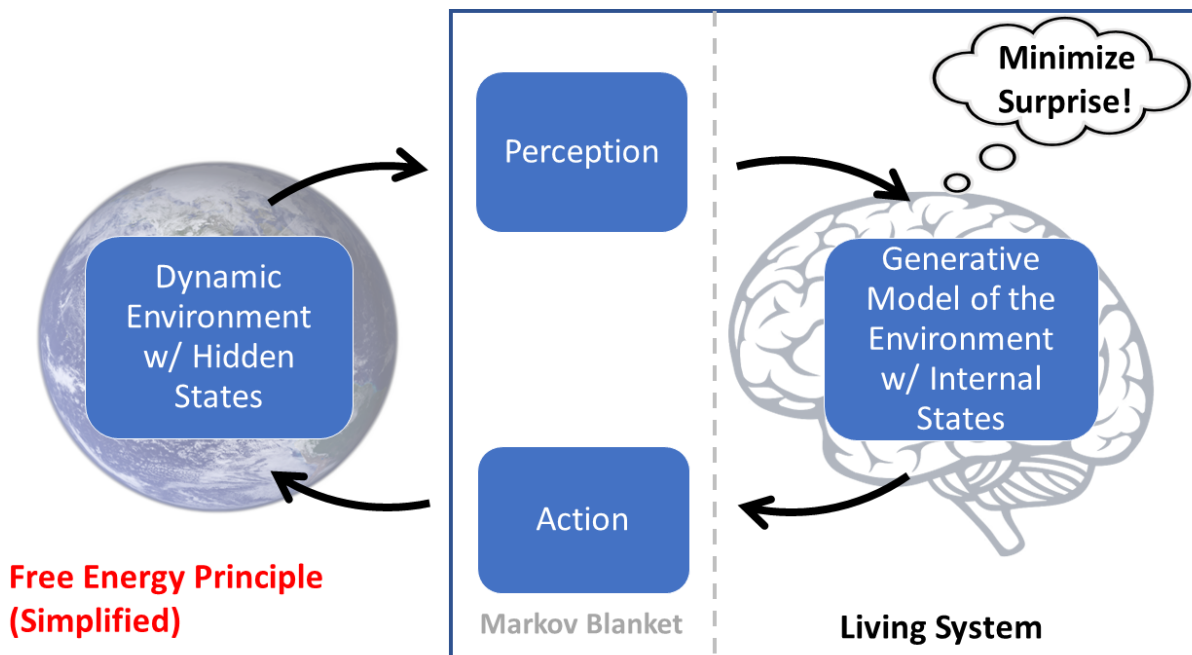 Minimize
Surprise!
Perception
Dynamic
Environment
w/ Hidden
States
Generative
Model of the
Environment
w/ Internal
States
Action
Free Energy Principle
(Simplified)
Markov Blanket
Living System